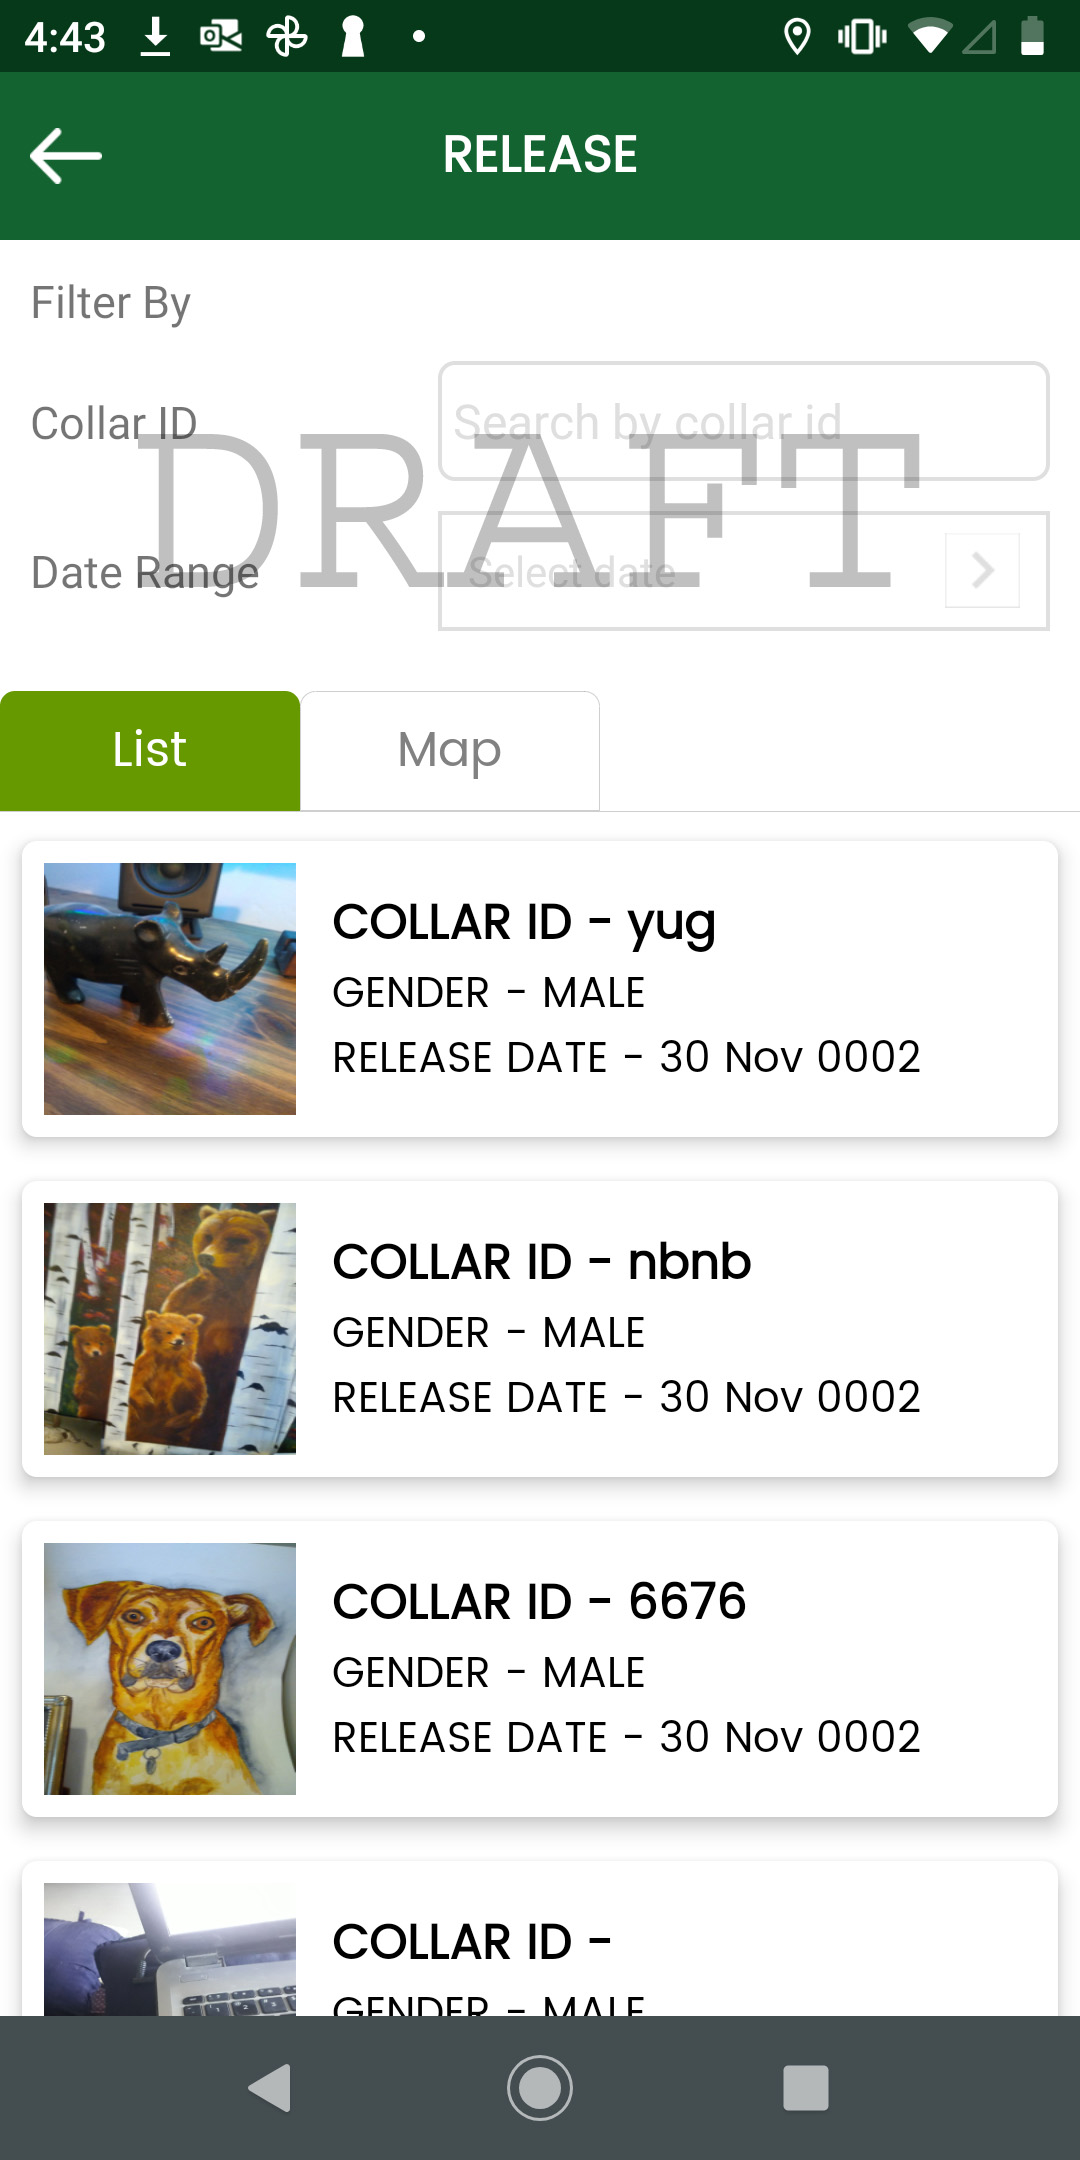 4:43
RELEASE
Filter By
Collar ID
Search by collar id
DRAFT
Date Range
Select date
List
Map
COLLAR ID - yug
GENDER - MALE
RELEASE DATE - 30 Nov 0002
COLLAR ID - nbnb
GENDER - MALE
RELEASE DATE - 30 Nov 0002
COLLAR ID - 6676
GENDER - MALE
RELEASE DATE - 30 Nov 0002
COLLAR ID -
GENDER - MALE